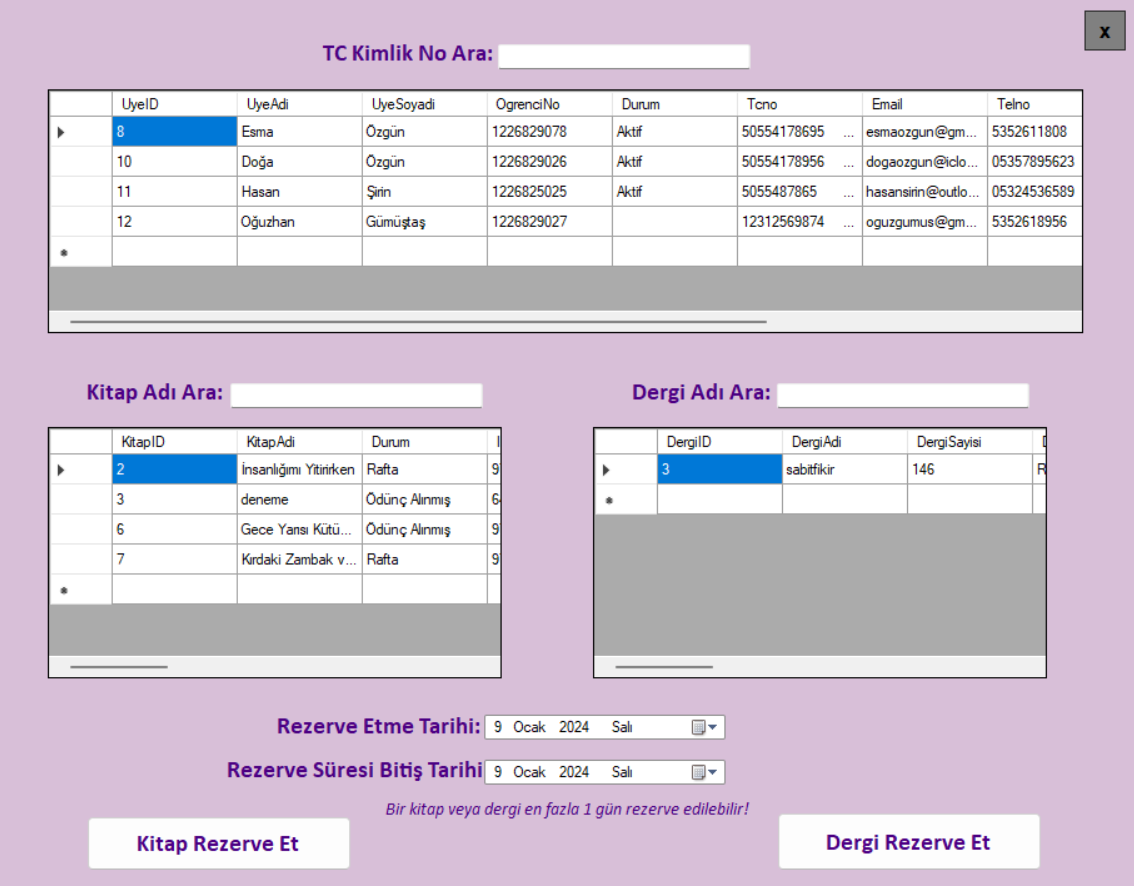 x
TC Kimlik No Ara:
UyeID UyeAdi UyeSoyadi OgrenciNo Durum Tcno Email Telno
8 Esma Özgün 1226829078 Aktif 50554178695 ... esmaozgun@gm... 5352611808
10 Doğa Özgün 1226829026 Aktif 50554178956 ... dogaozgun@iclo... 05357895623
11 Hasan Şirin 1226825025 Aktif 5055487865 ... hasansirin@outlo... 05324536589
12 Oğuzhan Gümüştaş 1226829027 12312569874 ... oguzgumus@gm... 5352618956
Kitap Adı Ara:
KitapID KitapAdi Durum
2 İnsanlığımı Yitirirken Rafta 9
3 deneme Ödünç Alınmış 6
6 Gece Yarısı Kütü... Ödünç Alınmış 9
7 Kırdaki Zambak v... Rafta 9
Dergi Adı Ara:
DergiID DergiAdi DergiSayisi
3 sabitfikir 146 R
Rezerve Etme Tarihi: 9 Ocak 2024 Salı
Rezerve Süresi Bitiş Tarihi 9 Ocak 2024 Salı
Bir kitap veya dergi en fazla 1 gün rezerve edilebilir!
Kitap Rezerve Et
Dergi Rezerve Et